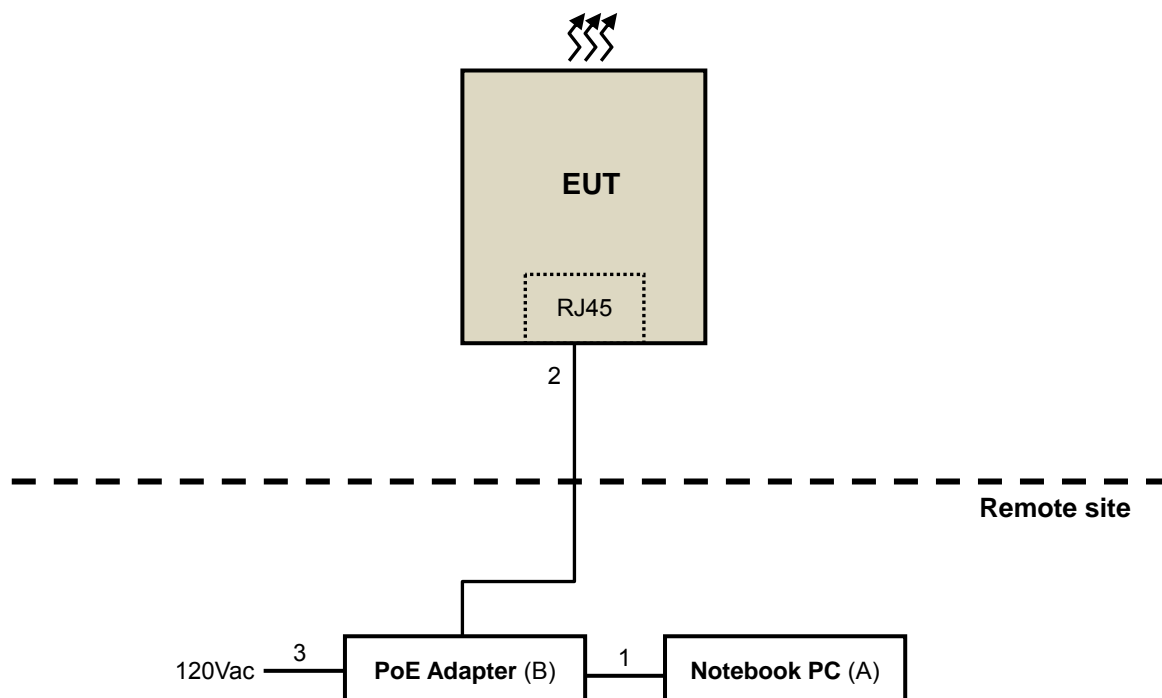 EUT
RJ45
2
Remote site
120Vac
3
PoE Adapter (B)
1
Notebook PC (A)